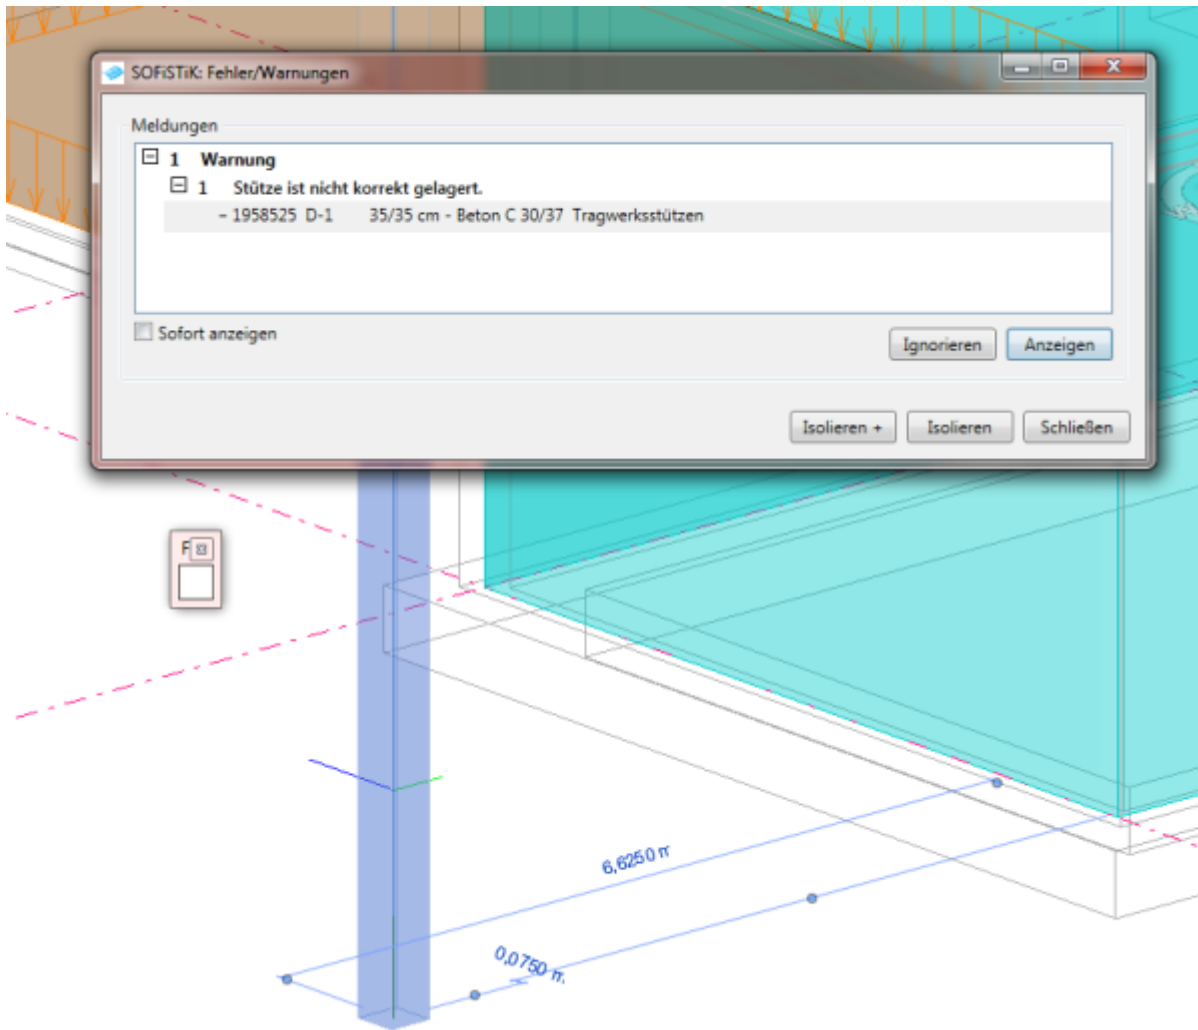 SOFiSTiK: Fehler/Warnungen
Meldungen
1 Warnung
1 Stütze ist nicht korrekt gelagert.
– 1958525 D-1 35/35 cm - Beton C 30/37 Tragwerksstützen
Sofort anzeigen
Ignorieren
Anzeigen
Isolieren +
Isolieren
Schließen
F
6,6250 m
0,0750 m